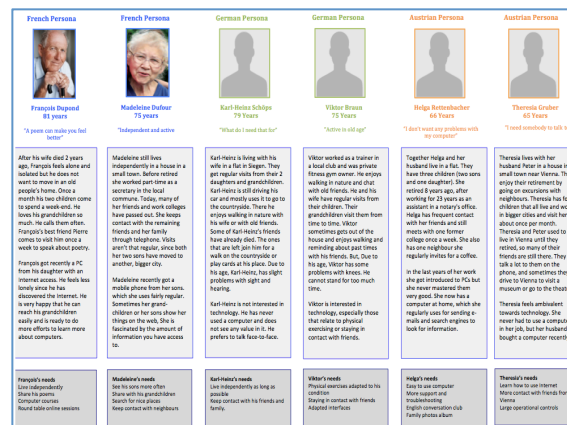 French Persona
François Dupond
81 years
"A poem can make you feel
better"
After his wife died 2 years
ago, François feels alone and
isolated but he does not
want to move in an old
people's home. Once a
month his two children come
to spend a week-end. He
loves his grandchildren so
much. He calls them often.
François's best friend Pierre
comes to visit him once a
week to speak about poetry.
François got recently a PC
from his daughter with an
Internet access. He feels less
lonely since he has
discovered the Internet. He
is very happy that he can
reach his grandchildren
easily and is ready to do
more efforts to learn more
about computers.
François's needs
Live independently
Share his poems
Computer courses
Round table online sessions
French Persona
Madeleine Dufour
75 years
"Independent and active"
Madeleine still lives
independently in a house in a
small town. Before retired
she worked part-time as a
secretary in the local
commune. Today, many of
her friends and work colleges
have passed out. She keeps
contact with the remaining
friends and her family
through telephone. Visits
aren't that regular, since both
her two sons have moved to
another, bigger city.
Madeleine recently got a
mobile phone from her sons,
which she uses fairly regular.
Sometimes her grand-
children or her sons show her
things on the web, She is
fascinated by the amount of
information you have access
to.
Madeleine's needs
See his sons more often
Share with his grandchildren
Search for nice places
Keep contact with neighbours
German Persona
Karl-Heinz Schöps
79 Years
"What do I need that for"
Karl-Heinz is living with his
wife in a flat in Siegen. They
get regular visits from their 2
daughters and grandchildren.
Karl-Heinz is still driving his
car and mostly uses it to go to
the countryside. There he
enjoys walking in nature with
his wife or with old friends.
Some of Karl-Heinz's friends
have already died. The ones
that are left join him for a
walk on the countryside or
play cards at his place. Due to
his age, Karl-Heinz, has slight
problems with sight and
hearing.
Karl-Heinz is not interested in
technology. He has never
used a computer and does
not see any value in it. He
prefers to talk face-to-face.
Karl-Heinz's needs
Live independently as long as
possible
Keep contact with his friends and
family.
German Persona
Viktor Braun
75 Years
"Active in old age"
Viktor worked as a trainer in
a local club and was private
fitness gym owner. He enjoys
walking in nature and chat
with old friends. He and his
wife have regular visits from
their children. Their
grandchildren visit them from
time to time. Viktor
sometimes gets out of the
house and enjoys walking and
reminding about past times
with his friends. But, Due to
his age, Viktor has some
problems with knees. He
cannot stand for too much
time.
Viktor is interested in
technology, especially those
that relate to physical
exercising or staying in
contact with friends.
Viktor's needs
Physical exercises adapted to his
condition
Staying in contact with friends
Adapted interfaces
Austrian Persona
Helga Rettenbacher
66 Years
"I don't want any problems with
my computer"
Together Helga and her
husband live in a flat. They
have three children (two sons
and one daughter). She
retired 8 years ago, after
working for 23 years as an
assistant in a notary's office.
Helga has frequent contact
with her friends and still
meets with one former
college once a week. She also
has one neighbour she
regularly invites for a coffee.
In the last years of her work
she got introduced to PCs but
she never mastered them
very good. She now has a
computer at home, which she
regularly uses for sending e-
mails and search engines to
look for information.
Helga's needs
Easy to use computer
More support and
troubleshooting
English conversation club
Family photos album
Austrian Persona
Theresia Gruber
65 Years
"I need somebody to talk
Theresia lives with her
husband Peter in a house in
small town near Vienna. Th
enjoy their retirement by
going on excursions with
neighbours. Theresia has fo
children that all live and wo
in bigger cities and visit her
about once per month.
Theresia and Peter used to
live in Vienna until they
retired, so many of their
friends are still there. They
talk a lot to them on the
phone, and sometimes they
drive to Vienna to visit a
museum or go to the theat
Theresia feels ambivalent
towards technology. She
never had to use a compute
in her job, but her husband
bought a computer recently
Theresia's needs
Learn how to use Internet
More contact with friends from
Vienna
Large operational controls